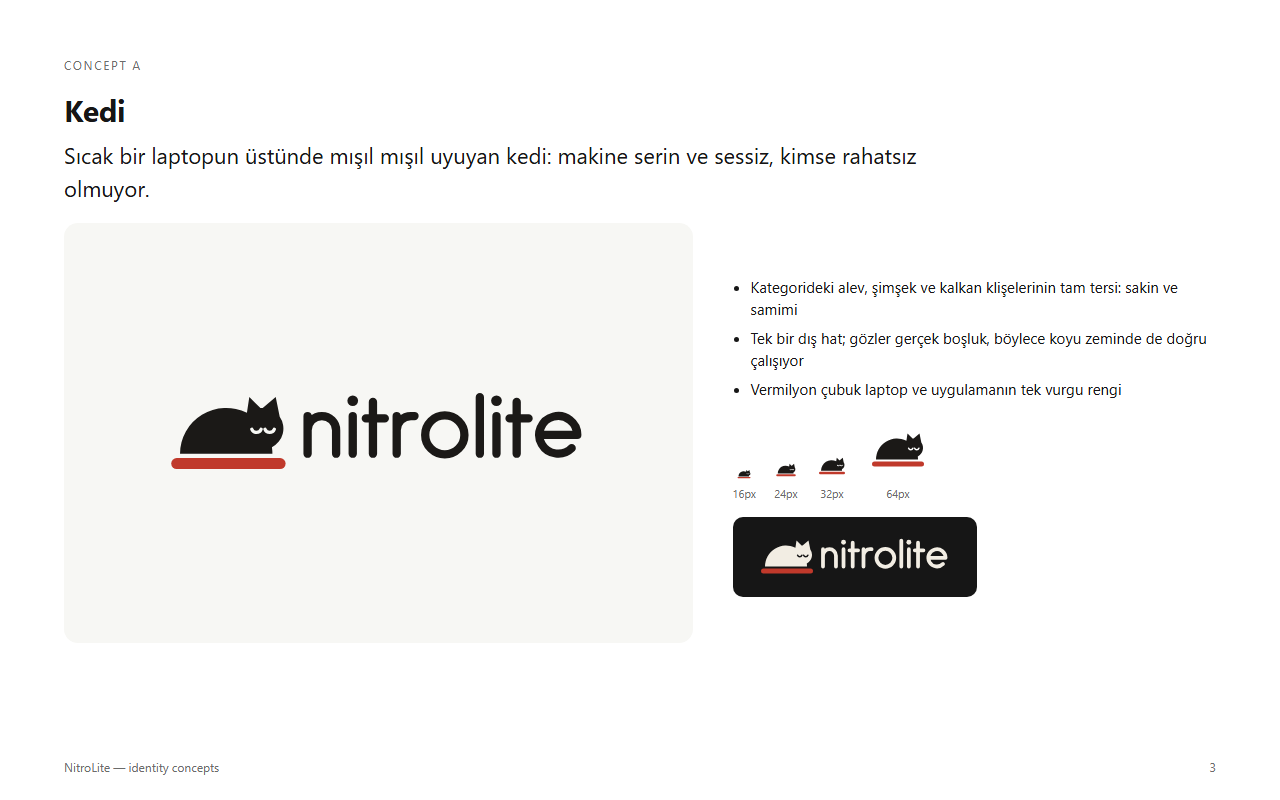 CONCEPT A
Kedi
Sıcak bir laptopun üstünde mışıl mışıl uyuyan kedi: makine serin ve sessiz, kimse rahatsız
olmuyor.
nitrolite
• Kategorideki alev, şimşek ve kalkan klişelerinin tam tersi: sakin ve
samimi
• Tek bir dış hat; gözler gerçek boşluk, böylece koyu zeminde de doğru
çalışıyor
• Vermilyon çubuk laptop ve uygulamanın tek vurgu rengi
16px 24px 32px 64px
nitrolite
NitroLite — identity concepts 3